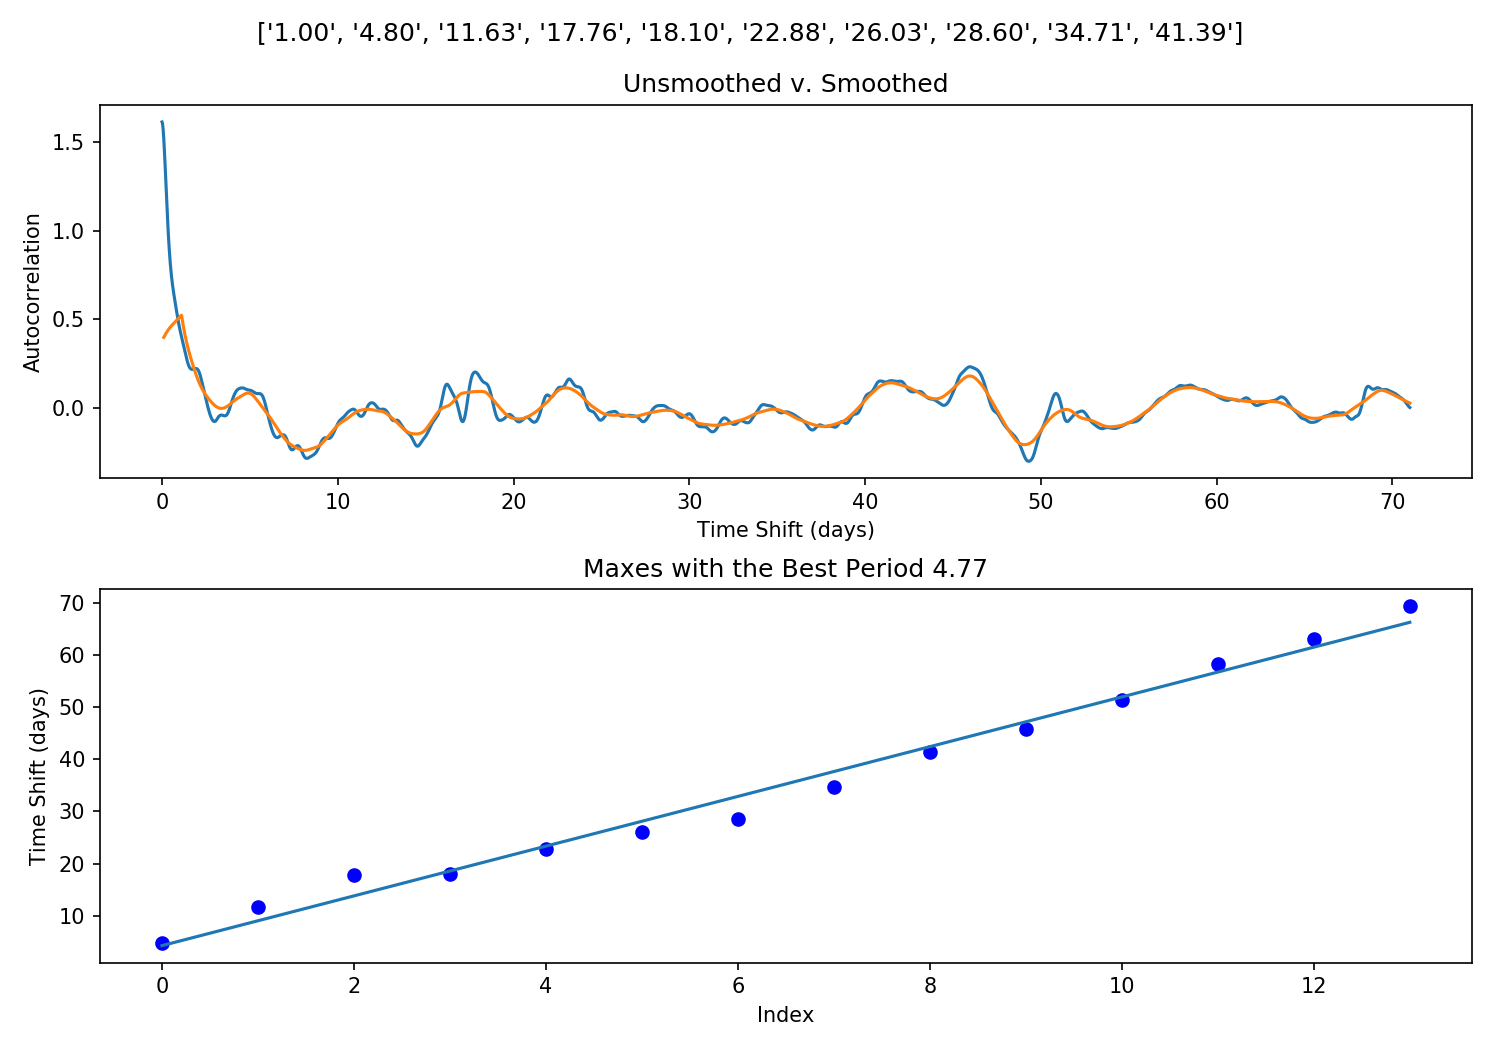 ['1.00', '4.80', '11.63', '17.76', '18.10', '22.88', '26.03', '28.60', '34.71', '41.39']
Unsmoothed v. Smoothed
Autocorrelation
1.5
1.0
0.5
0.0
0 10 20 30 40 50 60 70
Time Shift (days)
Maxes with the Best Period 4.77
Time Shift (days)
70
60
50
40
30
20
10
0 2 4 6 8 10 12
Index